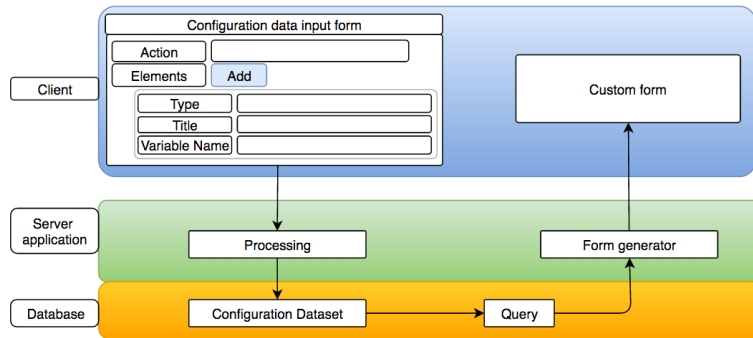 Configuration data input form
Action
Elements
Add
Type
Title
Variable Name
Client
Custom form
Server
application
Processing
Form generator
Database
Configuration Dataset
Query